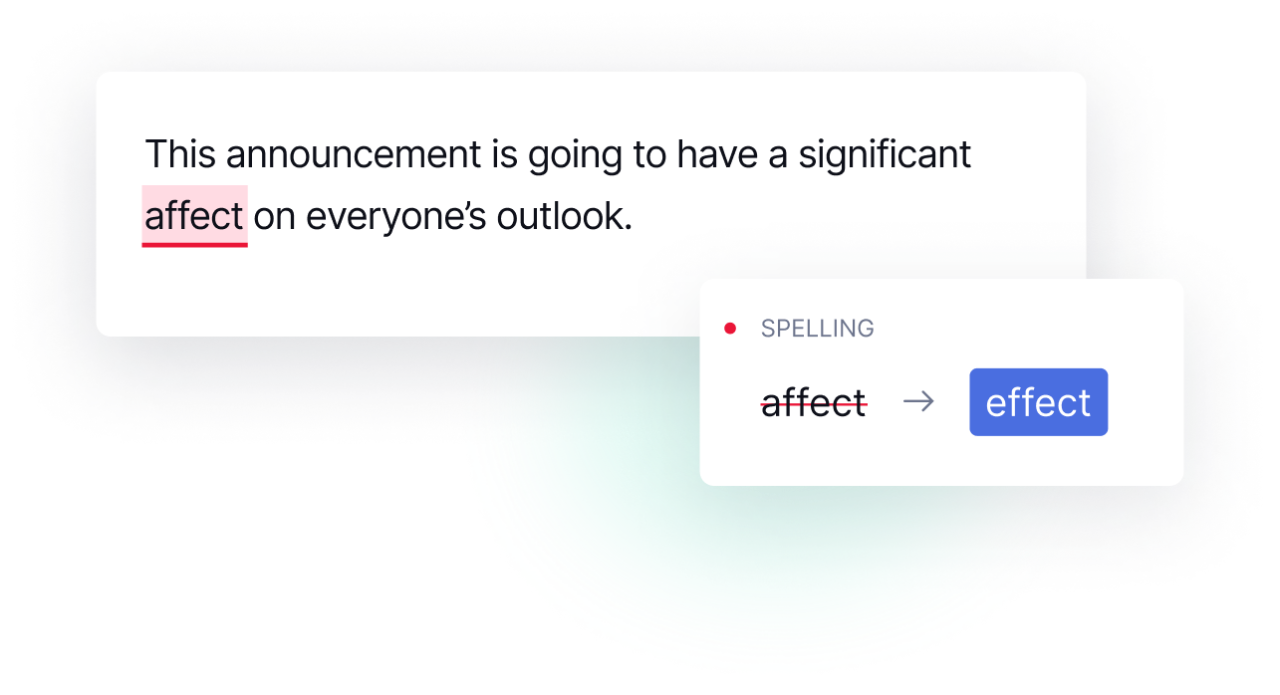 This announcement is going to have a significant
affect on everyone’s outlook.
SPELLING
affect → effect